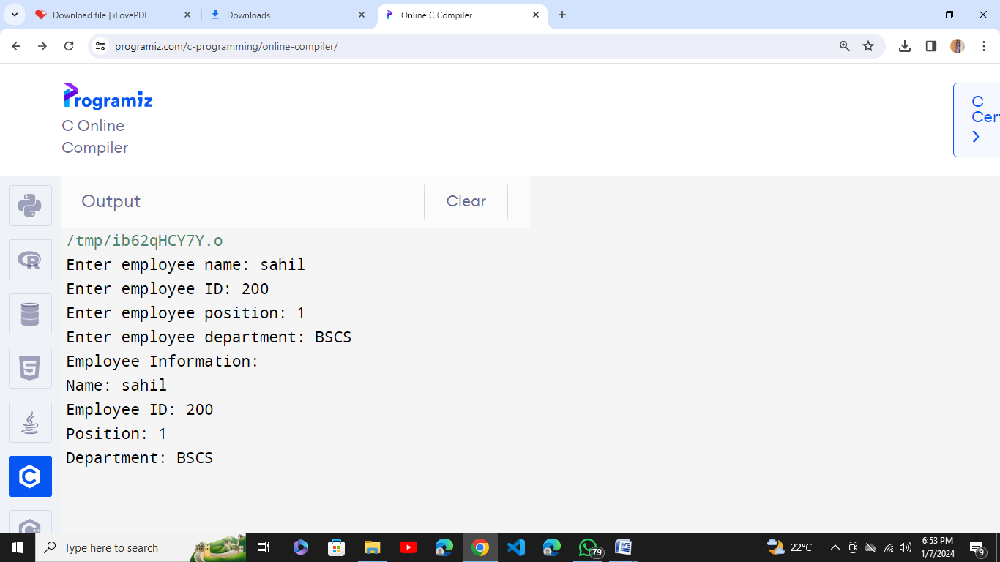 Download file | iLovePDF
Downloads
Online C Compiler
programiz.com/c-programming/online-compiler/
Programiz
C Online
Compiler
C
Cert
Output
Clear
/tmp/ib62qHCY7Y.o
Enter employee name: sahil
Enter employee ID: 200
Enter employee position: 1
Enter employee department: BSCS
Employee Information:
Name: sahil
Employee ID: 200
Position: 1
Department: BSCS
Type here to search
79
22°C
6:53 PM
1/7/2024
9